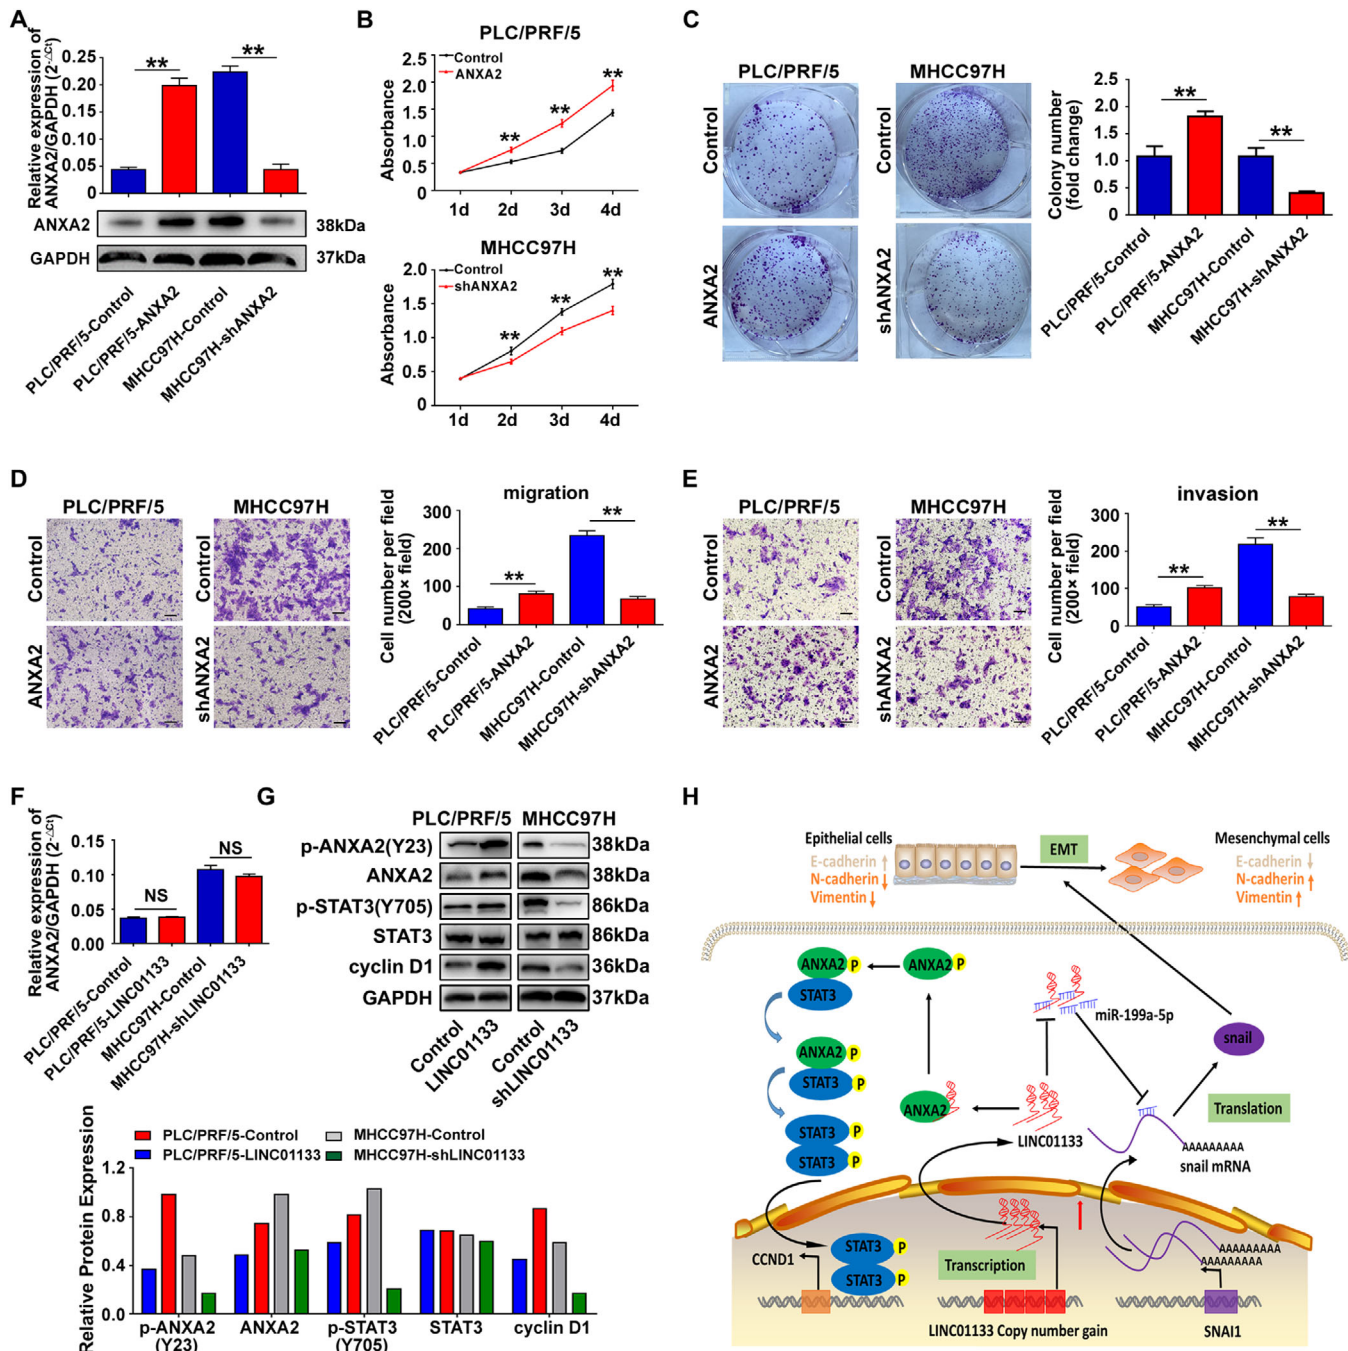 A
Relative expression of
ANXA2/GAPDH (2-△Ct)
0.25
0.20
0.15
0.10
0.05
0
**
**
ANXA2
38kDa
GAPDH
37kDa
PLC/PRF/5-Control
PLC/PRF/5-ANXA2
MHCC97H-Control
MHCC97H-shANXA2
B
PLC/PRF/5
Absorbance
2.5
2.0
1.5
1.0
0.5
0
Control
ANXA2
**
**
**
1d 2d 3d 4d
MHCC97H
Absorbance
2.5
2.0
1.5
1.0
0.5
0
Control
shANXA2
**
**
**
1d 2d 3d 4d
C
PLC/PRF/5 MHCC97H
Control
Control
ANXA2
shANXA2
Colony number
(fold change)
2.5
2.0
1.5
1.0
0.5
0
**
**
PLC/PRF/5-Control
PLC/PRF/5-ANXA2
MHCC97H-Control
MHCC97H-shANXA2
D
PLC/PRF/5 MHCC97H
Control
Control
ANXA2
shANXA2
migration
Cell number per field
(200× field)
300
200
100
0
**
**
PLC/PRF/5-Control
PLC/PRF/5-ANXA2
MHCC97H-Control
MHCC97H-shANXA2
E
PLC/PRF/5 MHCC97H
Control
Control
ANXA2
shANXA2
invasion
Cell number per field
(200× field)
300
200
100
0
**
**
PLC/PRF/5-Control
PLC/PRF/5-ANXA2
MHCC97H-Control
MHCC97H-shANXA2
F
Relative expression of
ANXA2/GAPDH (2-△Ct)
0.15
0.10
0.05
0.00
NS
NS
PLC/PRF/5-Control
PLC/PRF/5-LINC01133
MHCC97H-Control
MHCC97H-shLINC01133
G
PLC/PRF/5 MHCC97H
p-ANXA2(Y23) 38kDa
ANXA2 38kDa
p-STAT3(Y705) 86kDa
STAT3 86kDa
cyclin D1 36kDa
GAPDH 37kDa
Control
LINC01133
Control
shLINC01133
PLC/PRF/5-Control
MHCC97H-Control
PLC/PRF/5-LINC01133
MHCC97H-shLINC01133
Relative Protein Expression
1.2
0.8
0.4
0.0
p-ANXA2 ANXA2 p-STAT3 STAT3 cyclin D1
(Y23) (Y705)
H
Epithelial cells
E-cadherin ↑
N-cadherin ↓
Vimentin ↓
EMT
Mesenchymal cells
E-cadherin ↓
N-cadherin ↑
Vimentin ↑
ANXA2 P
STAT3
ANXA2 P
miR-199a-5p
snail
ANXA2 P
STAT3 P
ANXA2
LINC01133
Translation
STAT3 P
STAT3 P
AAAAAAAAA
snail mRNA
CCND1
STAT3 P
STAT3 P
Transcription
AAAAAAAAA
AAAAAAAAA
LINC01133 Copy number gain
SNAI1